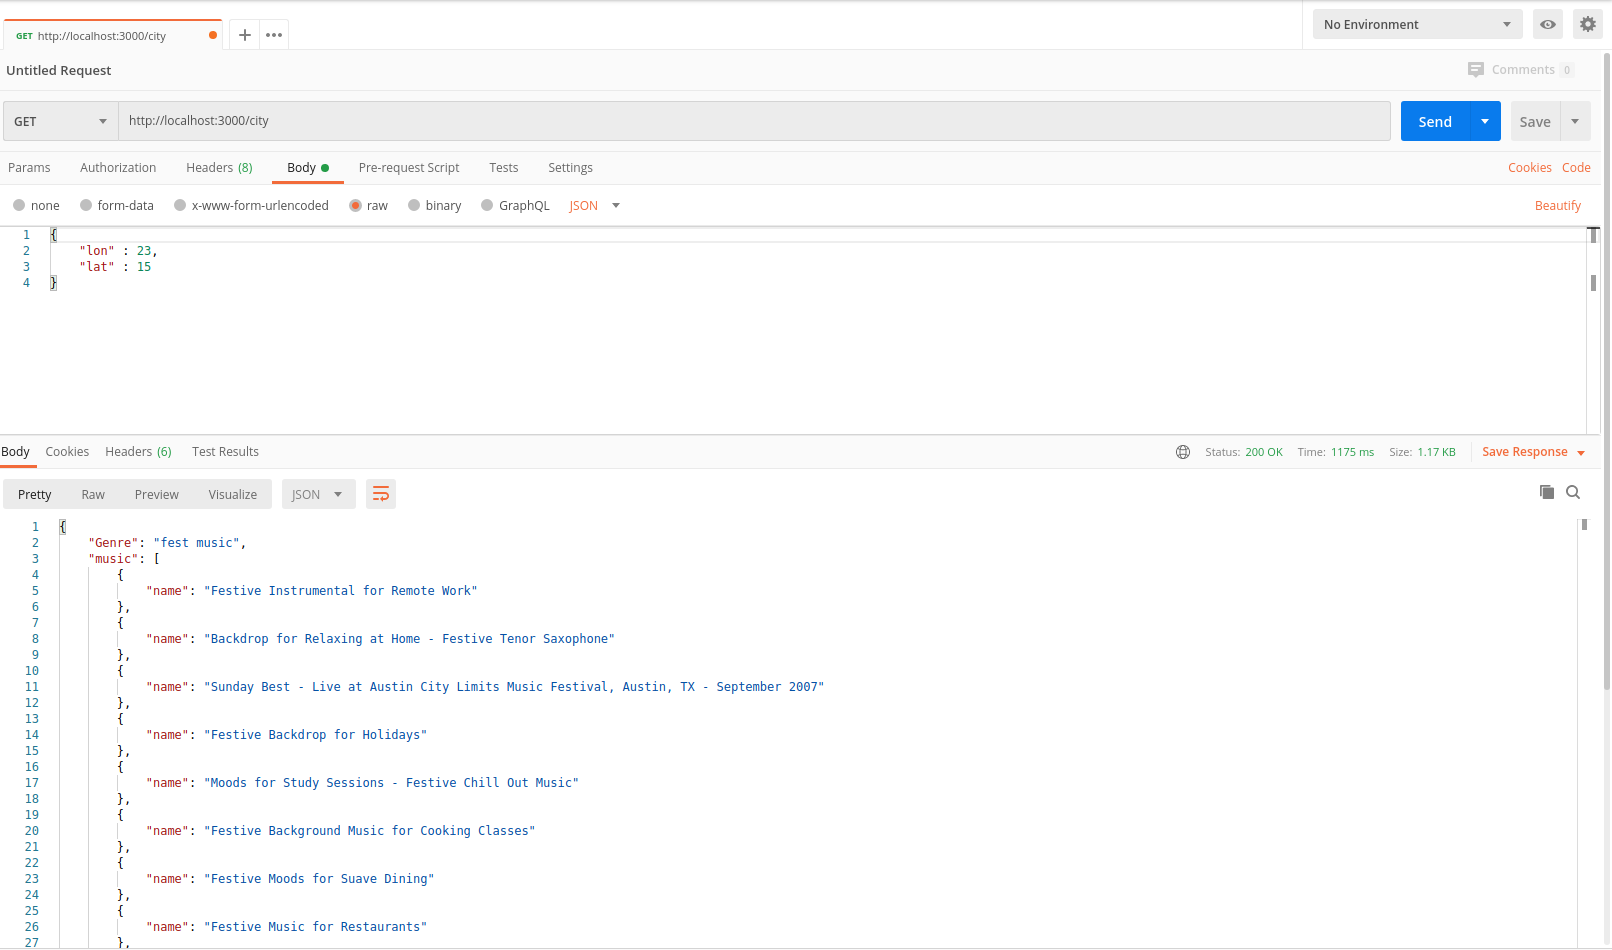 GET http://localhost:3000/city
No Environment
Untitled Request
Comments 0
GET http://localhost:3000/city Send Save
Params Authorization Headers (8) Body Pre-request Script Tests Settings Cookies Code
none form-data x-www-form-urlencoded raw binary GraphQL JSON Beautify
1 {
2 "lon" : 23,
3 "lat" : 15
4 }
Body Cookies Headers (6) Test Results Status: 200 OK Time: 1175 ms Size: 1.17 KB Save Response
Pretty Raw Preview Visualize JSON
1 {
2 "Genre": "fest music",
3 "music": [
4 {
5 "name": "Festive Instrumental for Remote Work"
6 },
7 {
8 "name": "Backdrop for Relaxing at Home - Festive Tenor Saxophone"
9 },
10 {
11 "name": "Sunday Best - Live at Austin City Limits Music Festival, Austin, TX - September 2007"
12 },
13 {
14 "name": "Festive Backdrop for Holidays"
15 },
16 {
17 "name": "Moods for Study Sessions - Festive Chill Out Music"
18 },
19 {
20 "name": "Festive Background Music for Cooking Classes"
21 },
22 {
23 "name": "Festive Moods for Suave Dining"
24 },
25 {
26 "name": "Festive Music for Restaurants"
27 },